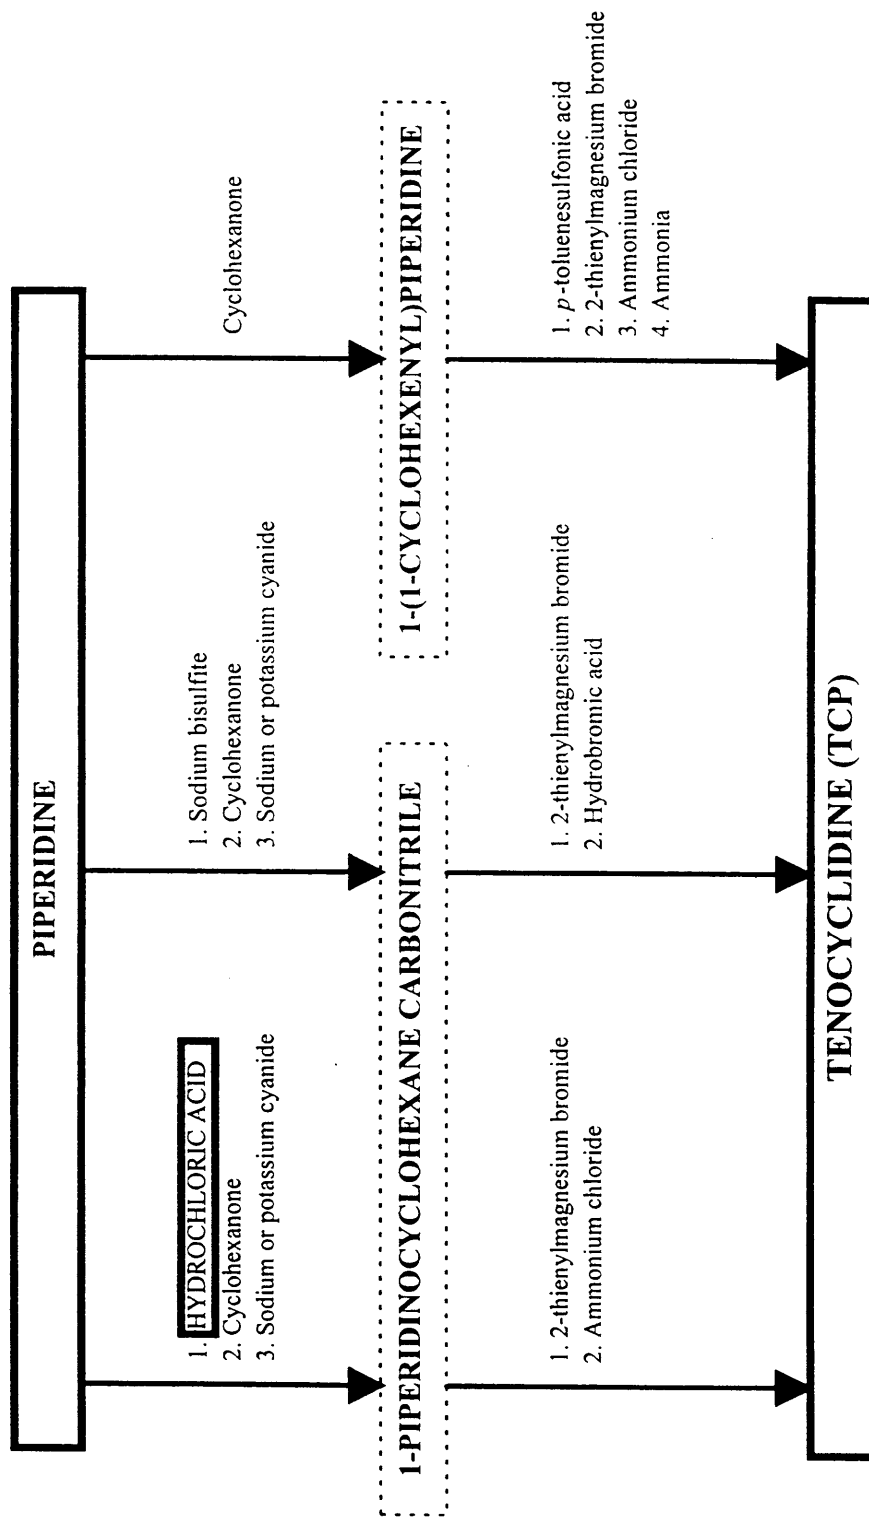 PIPERIDINE
1. HYDROCHLORIC ACID
2. Cyclohexanone
3. Sodium or potassium cyanide
1. Sodium bisulfite
2. Cyclohexanone
3. Sodium or potassium cyanide
Cyclohexanone
1-PIPERIDINOCYCLOHEXANE CARBONITRILE
1-(1-CYCLOHEXENYL)PIPERIDINE
1. 2-thienylmagnesium bromide
2. Ammonium chloride
1. 2-thienylmagnesium bromide
2. Hydrobromic acid
1. p-toluenesulfonic acid
2. 2-thienylmagnesium bromide
3. Ammonium chloride
4. Ammonia
TENOCYCLIDINE (TCP)